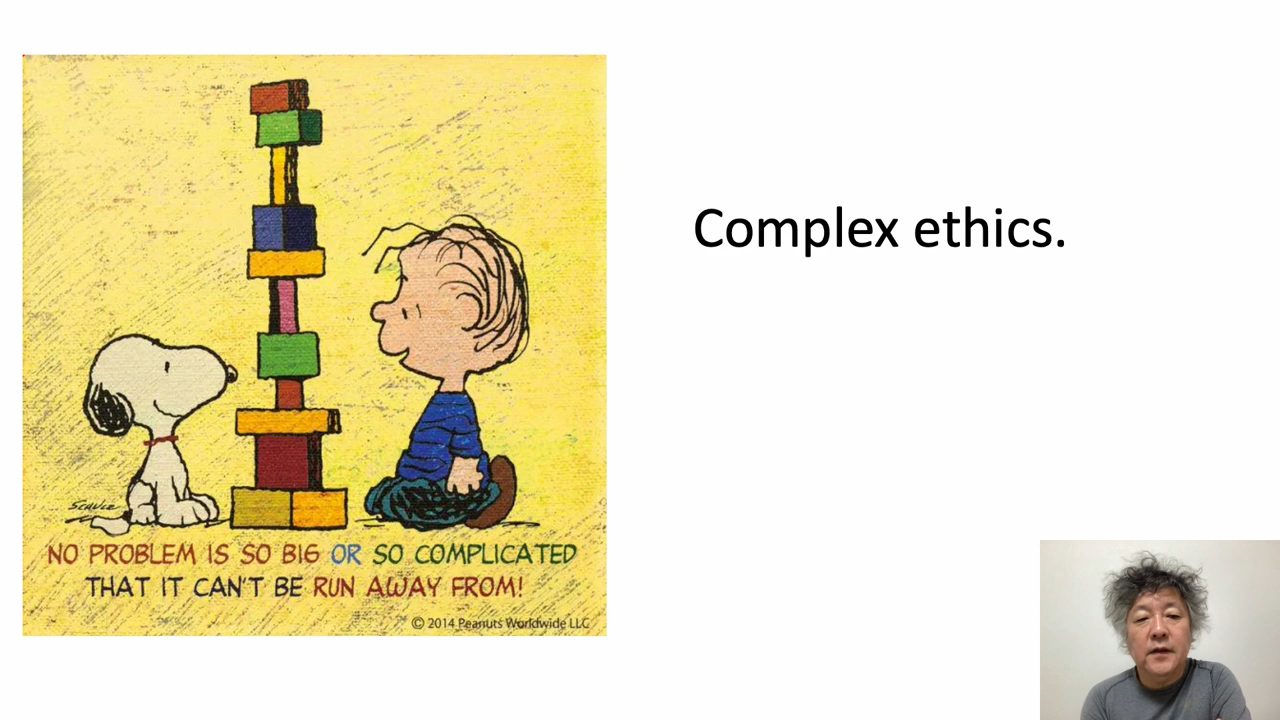 Complex ethics.
SCHULZ
NO PROBLEM IS SO BIG OR SO COMPLICATED
THAT IT CAN'T BE RUN AWAY FROM!
© 2014 Peanuts Worldwide LLC